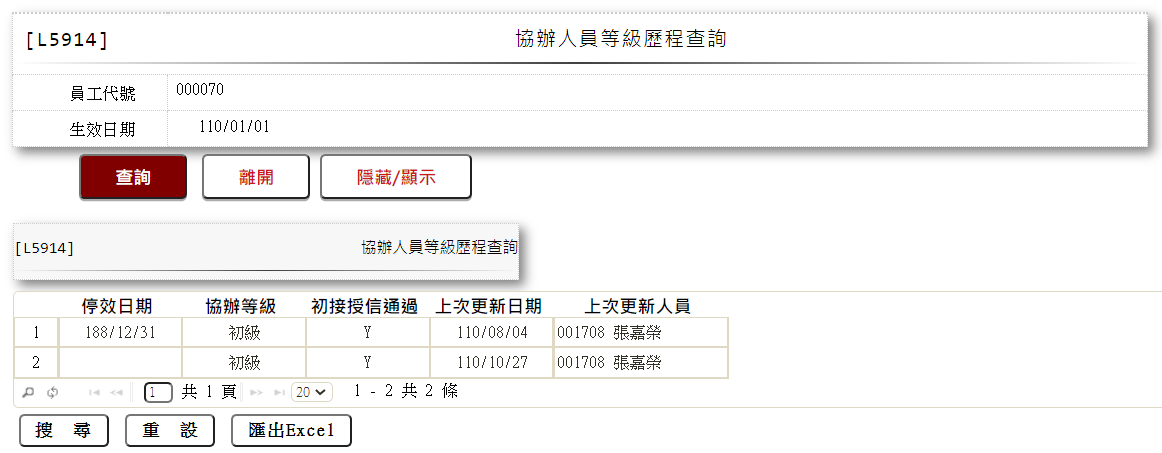 [L5914] 協辦人員等級歷程查詢
員工代號 000070
生效日期 110/01/01
查詢 離開 隱藏/顯示
[L5914] 協辦人員等級歷程查詢
停效日期 協辦等級 初接授信通過 上次更新日期 上次更新人員
1 188/12/31 初級 Y 110/08/04 001708 張嘉榮
2 初級 Y 110/10/27 001708 張嘉榮
1 共 1 頁 20 1 - 2 共 2 條
搜 尋 重 設 匯出Excel